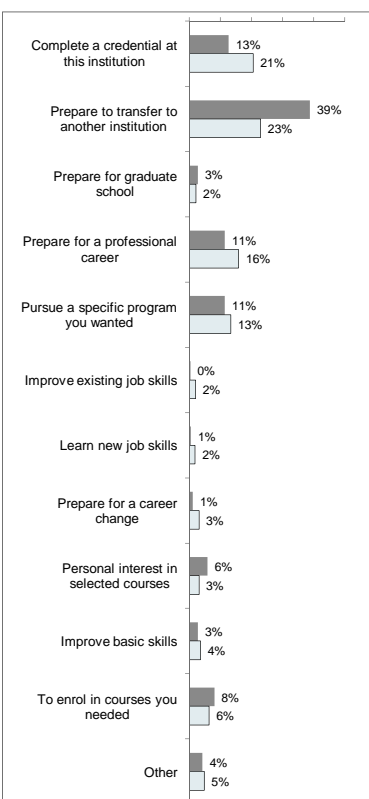 Complete a credential at
this institution
13%
21%
Prepare to transfer to
another institution
39%
23%
Prepare for graduate
school
3%
2%
Prepare for a professional
career
11%
16%
Pursue a specific program
you wanted
11%
13%
Improve existing job skills
0%
2%
Learn new job skills
1%
2%
Prepare for a career
change
1%
3%
Personal interest in
selected courses
6%
3%
Improve basic skills
3%
4%
To enrol in courses you
needed
8%
6%
Other
4%
5%